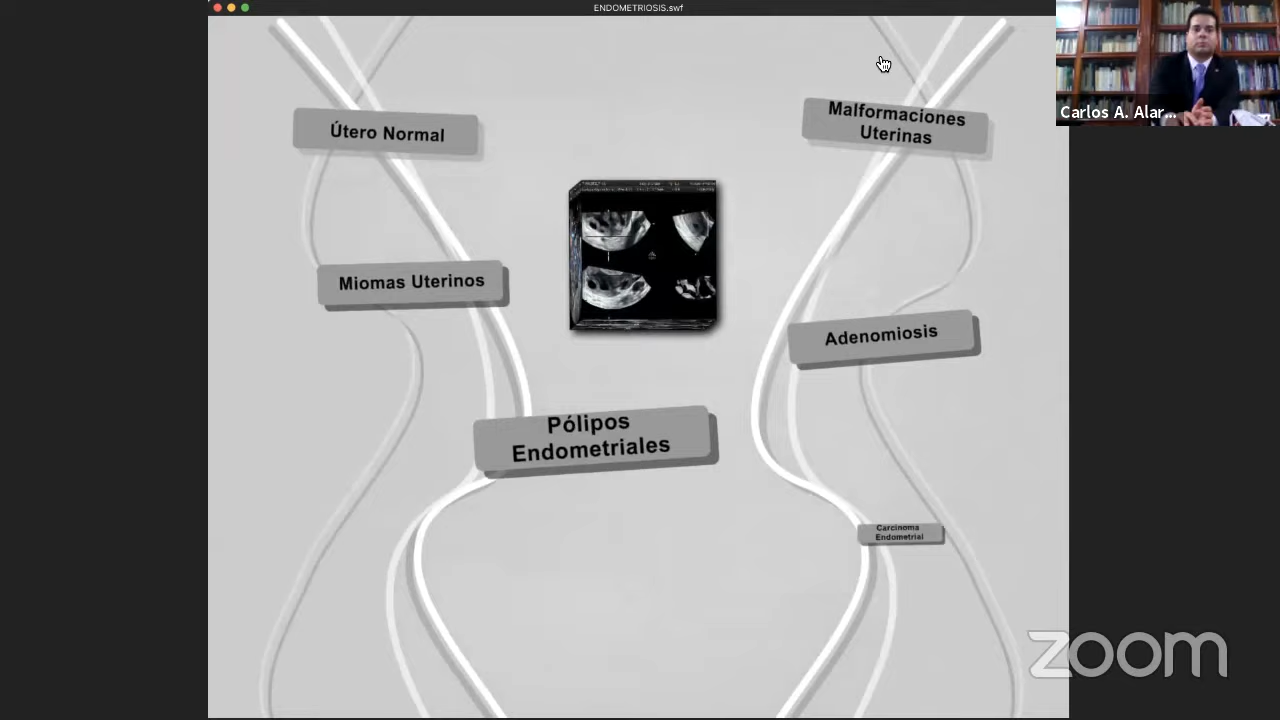 ENDOMETRIOSIS.swf
Carlos A. Alar...
Útero Normal
Malformaciones
Uterinas
Miomas Uterinos
Adenomiosis
Pólipos
Endometriales
Carcinoma
Endometrial
zoom